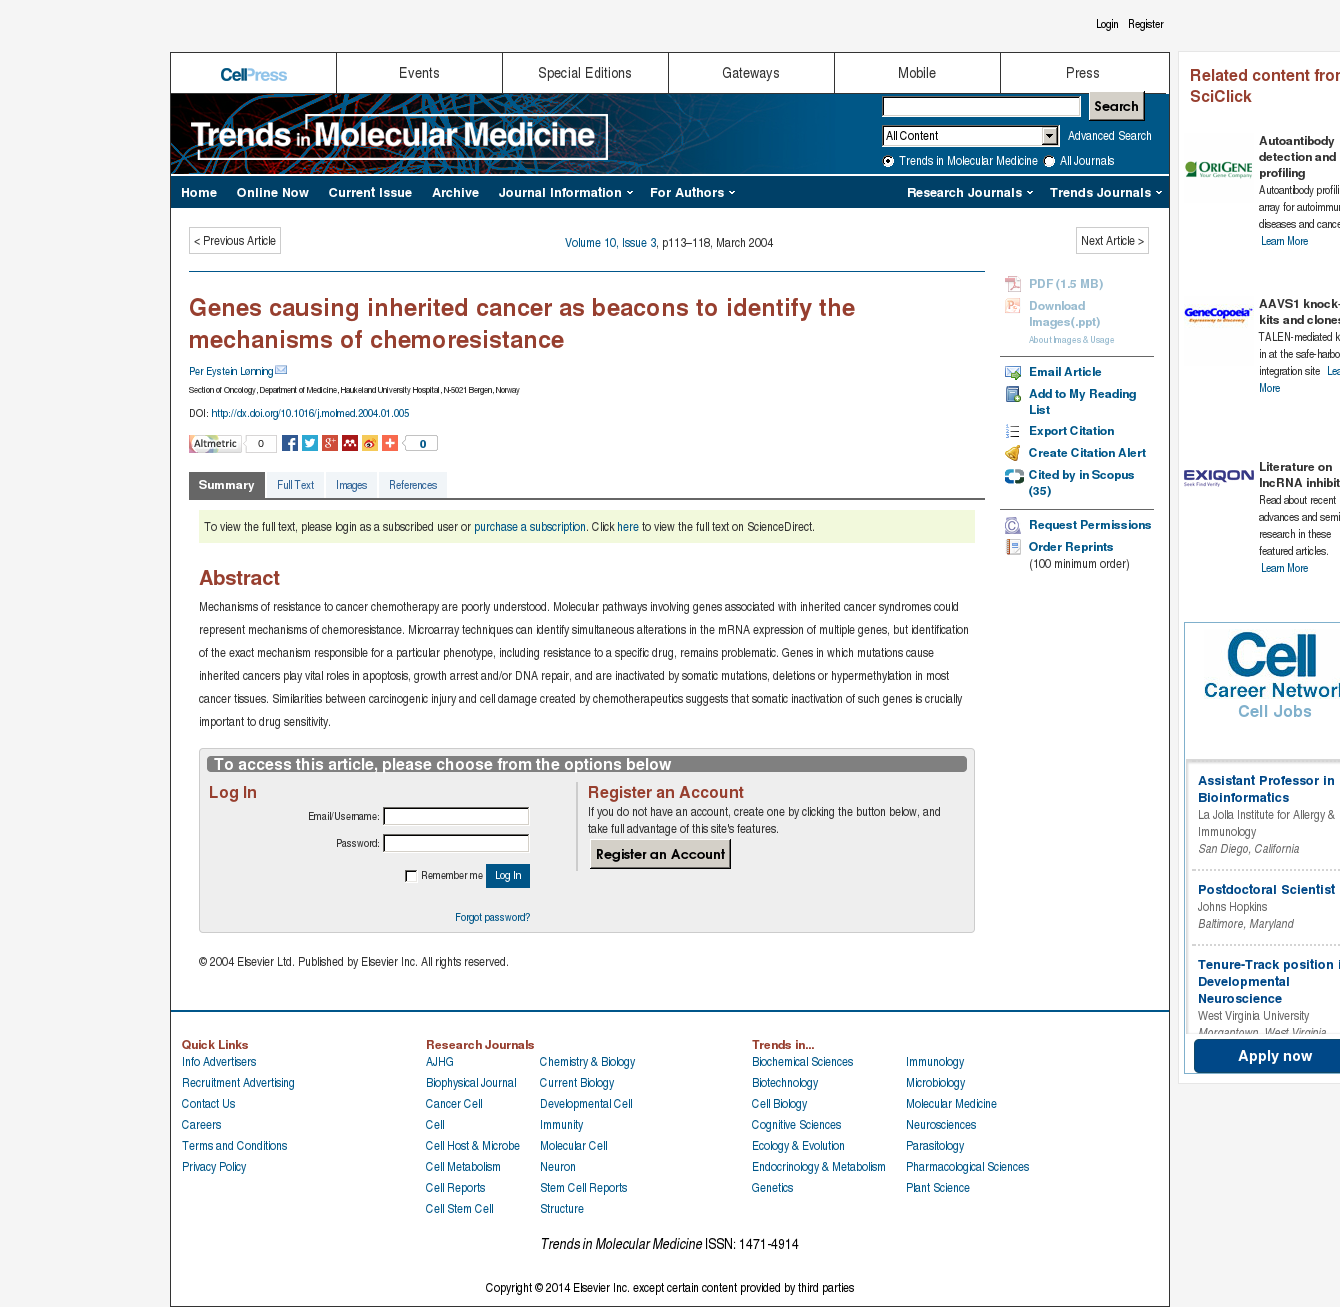 Login Register
CellPress Events Special Editions Gateways Mobile Press
Trends in Molecular Medicine
Search
All Content Advanced Search
Trends in Molecular Medicine All Journals
Home Online Now Current Issue Archive Journal Information For Authors Research Journals Trends Journals
< Previous Article Volume 10, Issue 3, p113–118, March 2004 Next Article >
Genes causing inherited cancer as beacons to identify the
mechanisms of chemoresistance
Per Eystein Lønning
Section of Oncology, Department of Medicine, Haukeland University Hospital, N-5021 Bergen, Norway
DOI: http://dx.doi.org/10.1016/j.molmed.2004.01.005
Altmetric 0 0
Summary Full Text Images References
To view the full text, please login as a subscribed user or purchase a subscription. Click here to view the full text on ScienceDirect.
Abstract
Mechanisms of resistance to cancer chemotherapy are poorly understood. Molecular pathways involving genes associated with inherited cancer syndromes could
represent mechanisms of chemoresistance. Microarray techniques can identify simultaneous alterations in the mRNA expression of multiple genes, but identification
of the exact mechanism responsible for a particular phenotype, including resistance to a specific drug, remains problematic. Genes in which mutations cause
inherited cancers play vital roles in apoptosis, growth arrest and/or DNA repair, and are inactivated by somatic mutations, deletions or hypermethylation in most
cancer tissues. Similarities between carcinogenic injury and cell damage created by chemotherapeutics suggests that somatic inactivation of such genes is crucially
important to drug sensitivity.
To access this article, please choose from the options below
Log In
Email/Username:
Password:
Remember me Log In
Forgot password?
Register an Account
If you do not have an account, create one by clicking the button below, and
take full advantage of this site's features.
Register an Account
© 2004 Elsevier Ltd. Published by Elsevier Inc. All rights reserved.
PDF (1.5 MB)
Download
Images(.ppt)
About Images & Usage
Email Article
Add to My Reading
List
Export Citation
Create Citation Alert
Cited by in Scopus
(35)
Request Permissions
Order Reprints
(100 minimum order)
Related content from
SciClick
ORIGENE
Your Gene Company
Autoantibody
detection and
profiling
Autoantibody profili
array for autoimmu
diseases and cance
Learn More
GeneCopoeia
Expressway to Discovery
AAVS1 knock-
kits and clones
TALEN-mediated k
in at the safe-harbo
integration site Lea
More
EXIQON
Seek Find Verify
Literature on
lncRNA inhibit
Read about recent
advances and semi
research in these
featured articles.
Learn More
Cell
Career Network
Cell Jobs
Assistant Professor in
Bioinformatics
La Jolla Institute for Allergy &
Immunology
San Diego, California
Postdoctoral Scientist
Johns Hopkins
Baltimore, Maryland
Tenure-Track position i
Developmental
Neuroscience
West Virginia University
Morgantown, West Virginia
Apply now
Quick Links
Info Advertisers
Recruitment Advertising
Contact Us
Careers
Terms and Conditions
Privacy Policy
Research Journals
AJHG Chemistry & Biology
Biophysical Journal Current Biology
Cancer Cell Developmental Cell
Cell Immunity
Cell Host & Microbe Molecular Cell
Cell Metabolism Neuron
Cell Reports Stem Cell Reports
Cell Stem Cell Structure
Trends in...
Biochemical Sciences Immunology
Biotechnology Microbiology
Cell Biology Molecular Medicine
Cognitive Sciences Neurosciences
Ecology & Evolution Parasitology
Endocrinology & Metabolism Pharmacological Sciences
Genetics Plant Science
Trends in Molecular Medicine ISSN: 1471-4914
Copyright © 2014 Elsevier Inc. except certain content provided by third parties